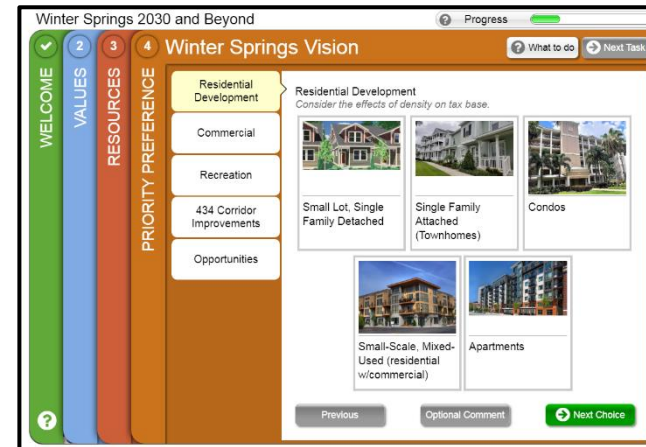 Winter Springs 2030 and Beyond
? Progress
WELCOME
?
2
VALUES
3
RESOURCES
4
PRIORITY PREFERENCE
Winter Springs Vision
? What to do
Next Task
Residential
Development
Commercial
Recreation
434 Corridor
Improvements
Opportunities
Residential Development
Consider the effects of density on tax base.
Small Lot, Single
Family Detached
Single Family
Attached
(Townhomes)
Condos
Small-Scale, Mixed-
Used (residential
w/commercial)
Apartments
Previous
Optional Comment
Next Choice